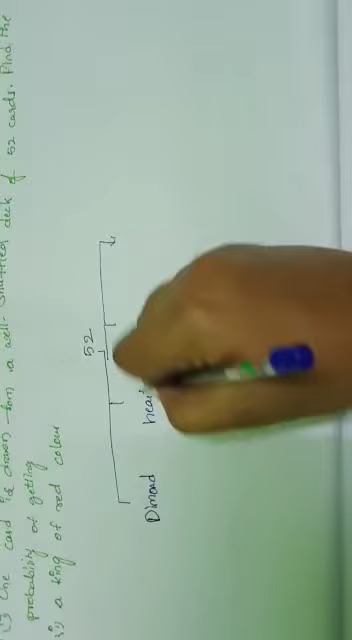 One card is drawn from a well-shuffled deck of 52 cards. Find the
probability of getting
i) a king of red colour
52
Dimond hear